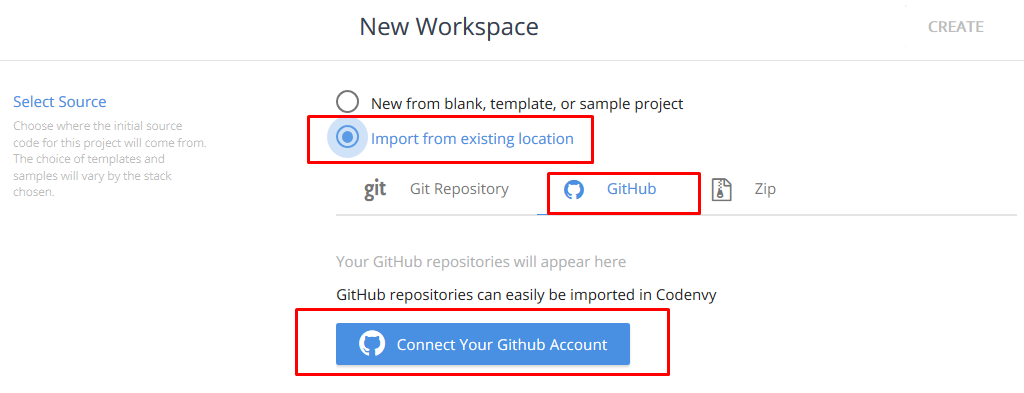 New Workspace
CREATE
Select Source
Choose where the initial source
code for this project will come from.
The choice of templates and
samples will vary by the stack
chosen.
New from blank, template, or sample project
Import from existing location
git Git Repository
GitHub
Zip
Your GitHub repositories will appear here
GitHub repositories can easily be imported in Codenvy
Connect Your Github Account